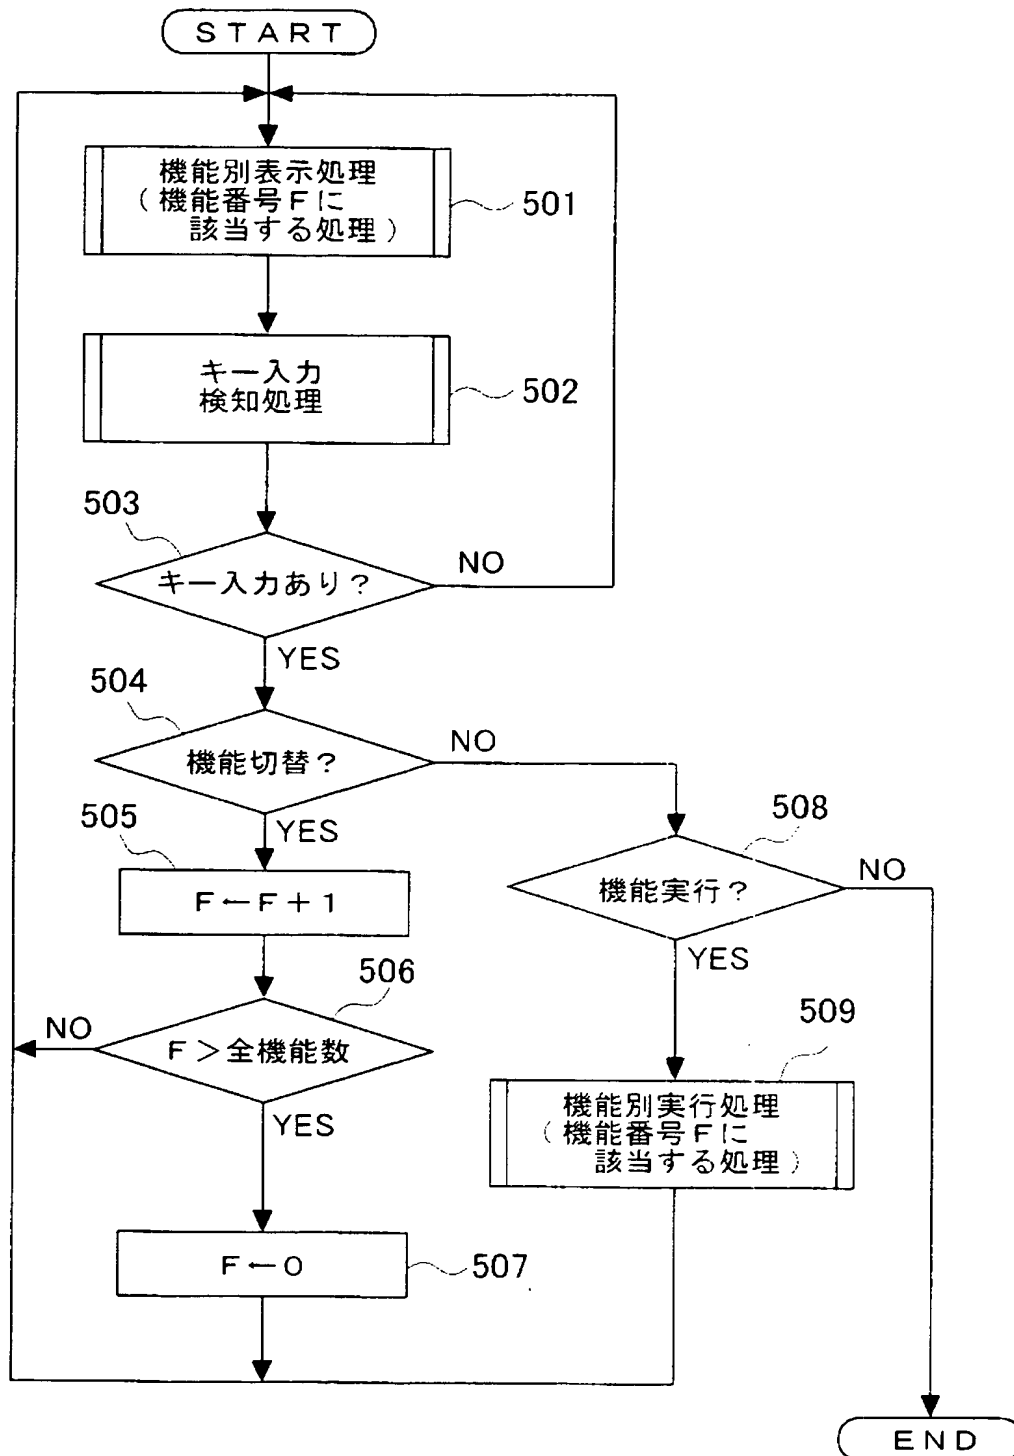 START
機能別表示処理
(機能番号Fに
該当する処理)
501
キー入力
検知処理
502
503
キー入力あり?
NO
YES
504
機能切替?
NO
YES
505
F←F+1
506
F>全機能数
NO
YES
F←0
507
508
機能実行?
NO
YES
509
機能別実行処理
(機能番号Fに
該当する処理)
END